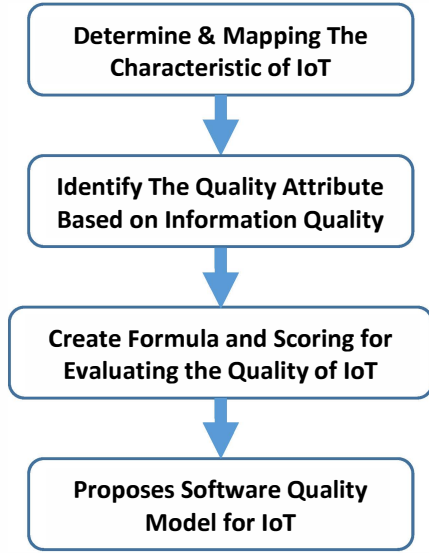 Determine & Mapping The
Characteristic of IoT
Identify The Quality Attribute
Based on Information Quality
Create Formula and Scoring for
Evaluating the Quality of IoT
Proposes Software Quality
Model for IoT